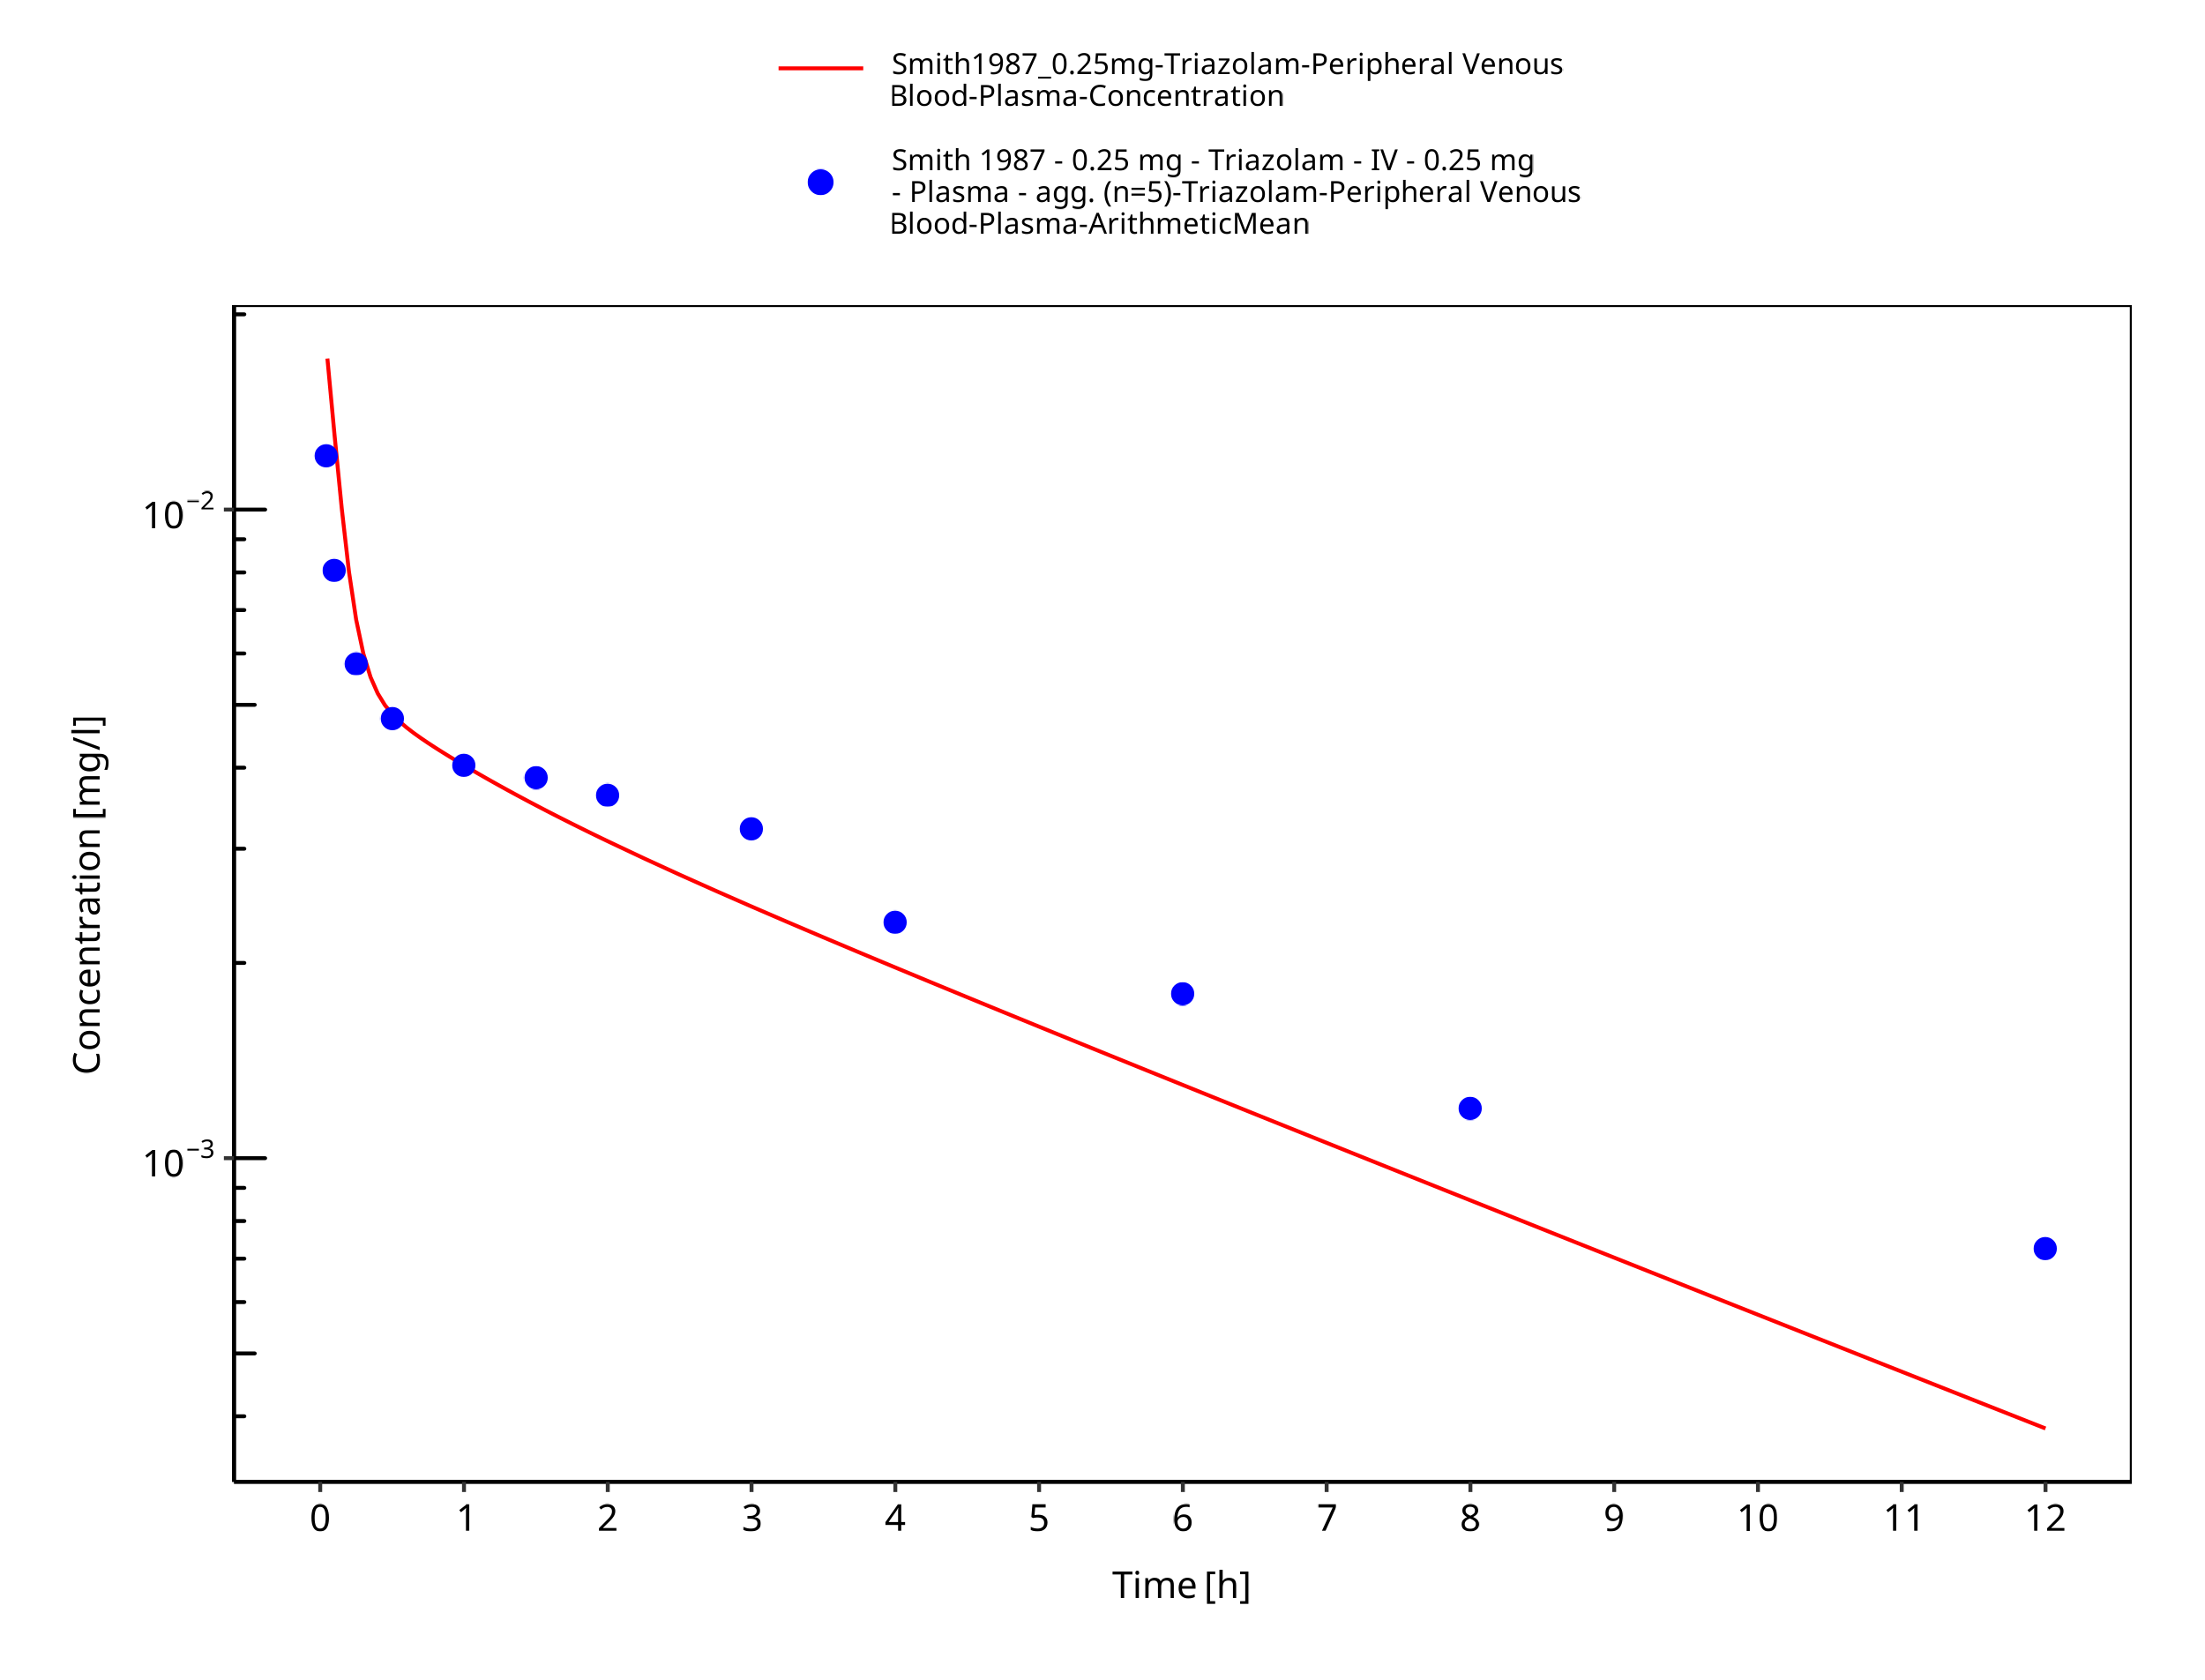 Smith1987_0.25mg-Triazolam-Peripheral Venous
Blood-Plasma-Concentration
Smith 1987 - 0.25 mg - Triazolam - IV - 0.25 mg
- Plasma - agg. (n=5)-Triazolam-Peripheral Venous
Blood-Plasma-ArithmeticMean
Concentration [mg/l]
10⁻²
10⁻³
0 1 2 3 4 5 6 7 8 9 10 11 12
Time [h]